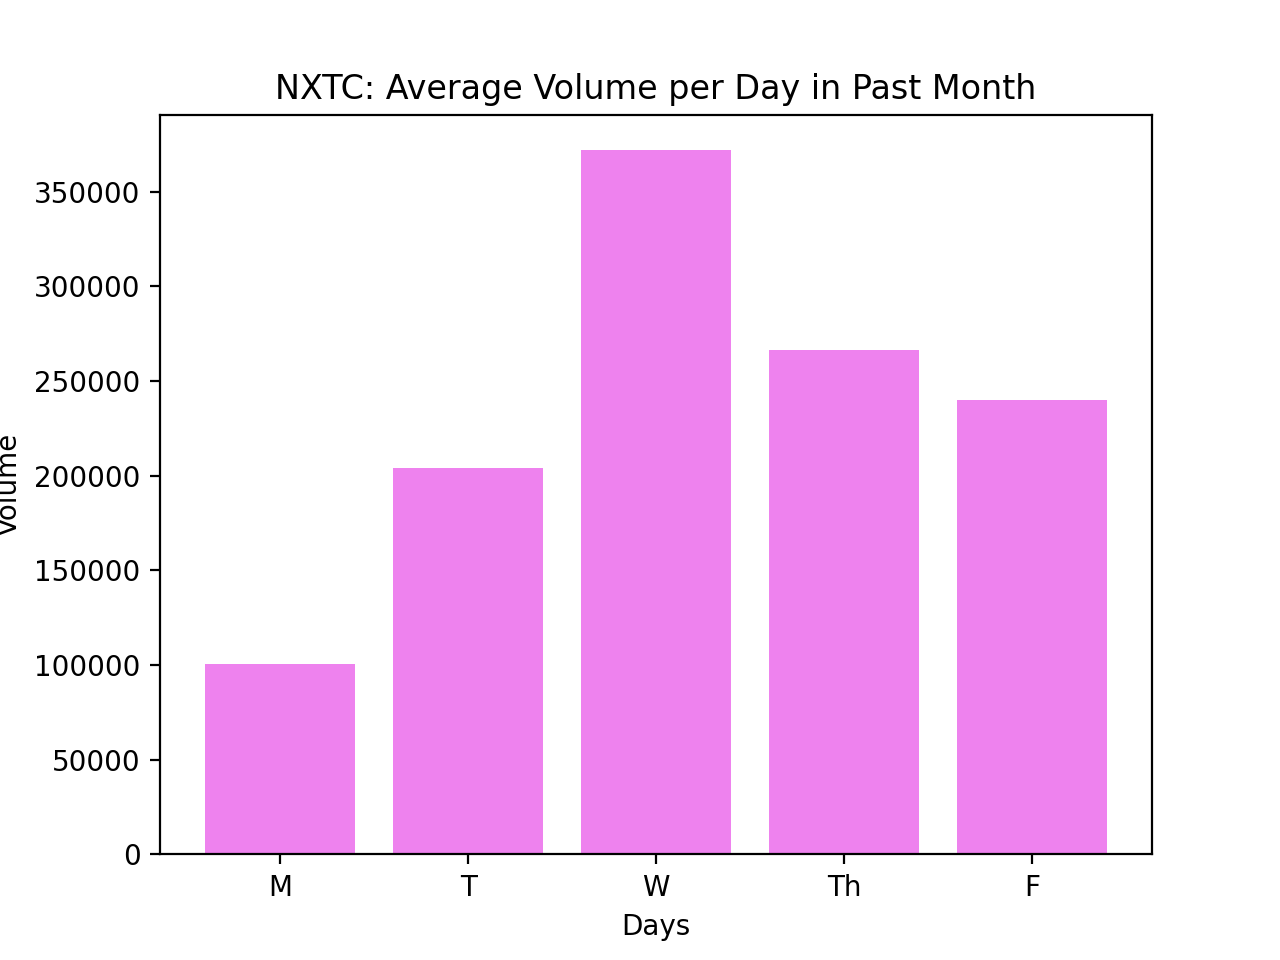 NXTC: Average Volume per Day in Past Month
350000
300000
250000
200000
150000
100000
50000
0
Volume
M T W Th F
Days